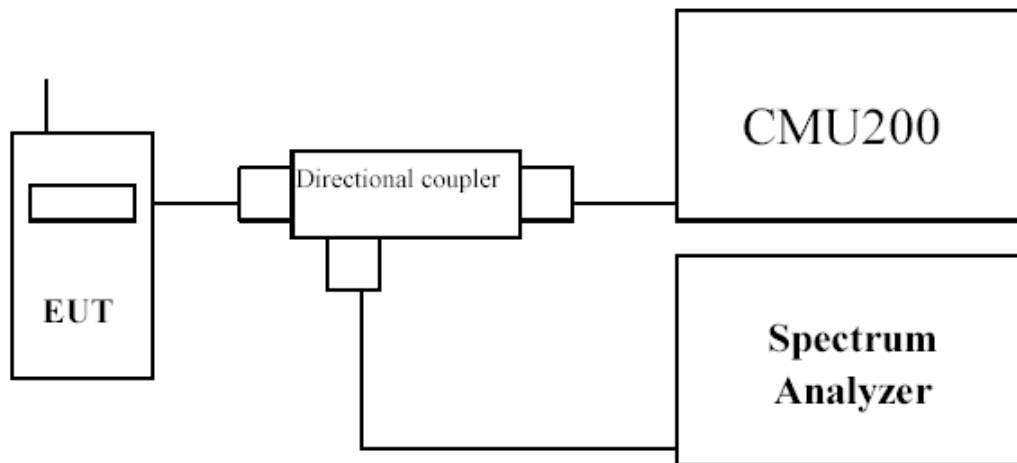 CMU200
Directional coupler
EUT
Spectrum
Analyzer